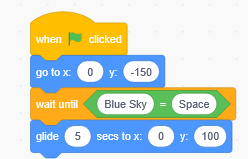 when clicked
go to x: 0 y: -150
wait until Blue Sky = Space
glide 5 secs to x: 0 y: 100